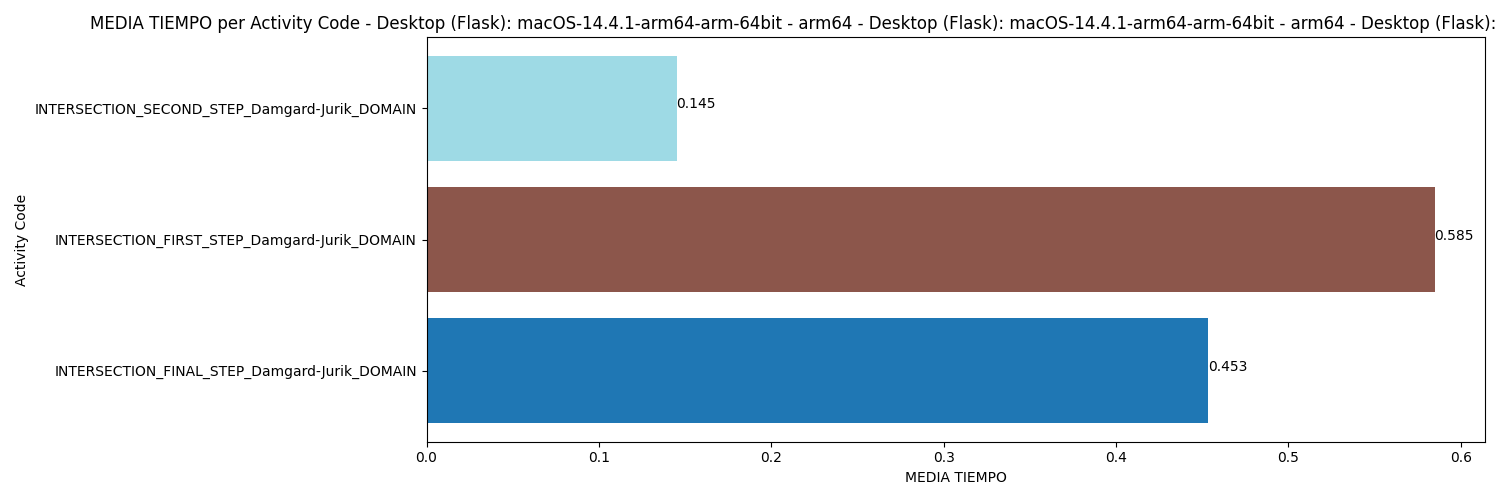 MEDIA TIEMPO per Activity Code - Desktop (Flask): macOS-14.4.1-arm64-arm-64bit - arm64 - Desktop (Flask): macOS-14.4.1-arm64-arm-64bit - arm64 - Desktop (Flask):
INTERSECTION_SECOND_STEP_Damgard-Jurik_DOMAIN
0.145
INTERSECTION_FIRST_STEP_Damgard-Jurik_DOMAIN
0.585
INTERSECTION_FINAL_STEP_Damgard-Jurik_DOMAIN
0.453
Activity Code
0.0 0.1 0.2 0.3 0.4 0.5 0.6
MEDIA TIEMPO